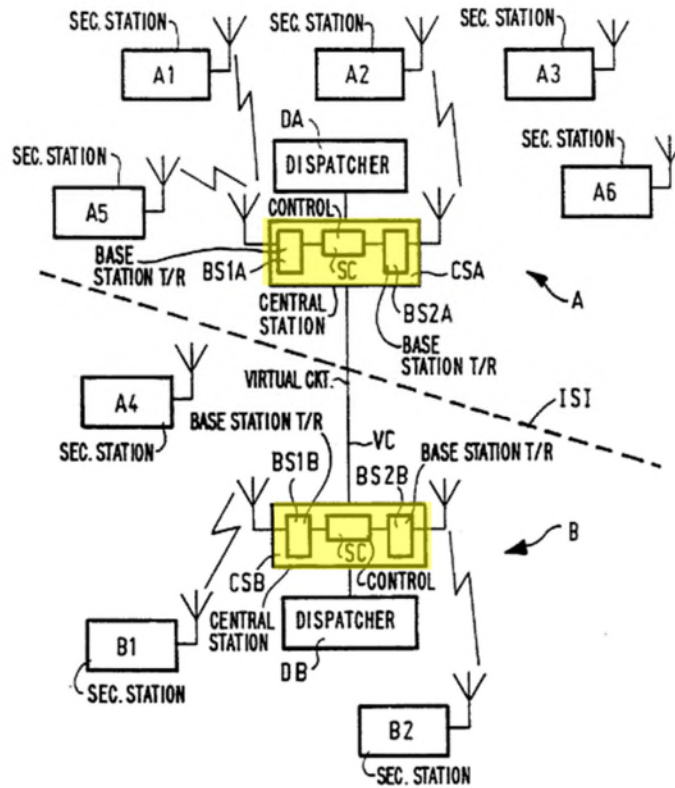 SEC. STATION
SEC. STATION
SEC. STATION
A1
A2
A3
DA
SEC. STATION
DISPATCHER
SEC. STATION
A5
CONTROL
A6
BASE
STATION T/R
BS1A
SC
CSA
CENTRAL
STATION
BS2A
BASE
STATION T/R
A
VIRTUAL CKT.
A4
SEC. STATION
ISI
BASE STATION T/R
VC
BASE STATION T/R
BS1B
BS2B
SC
B
CSB
CONTROL
CENTRAL
STATION
DISPATCHER
B1
SEC. STATION
DB
B2
SEC. STATION